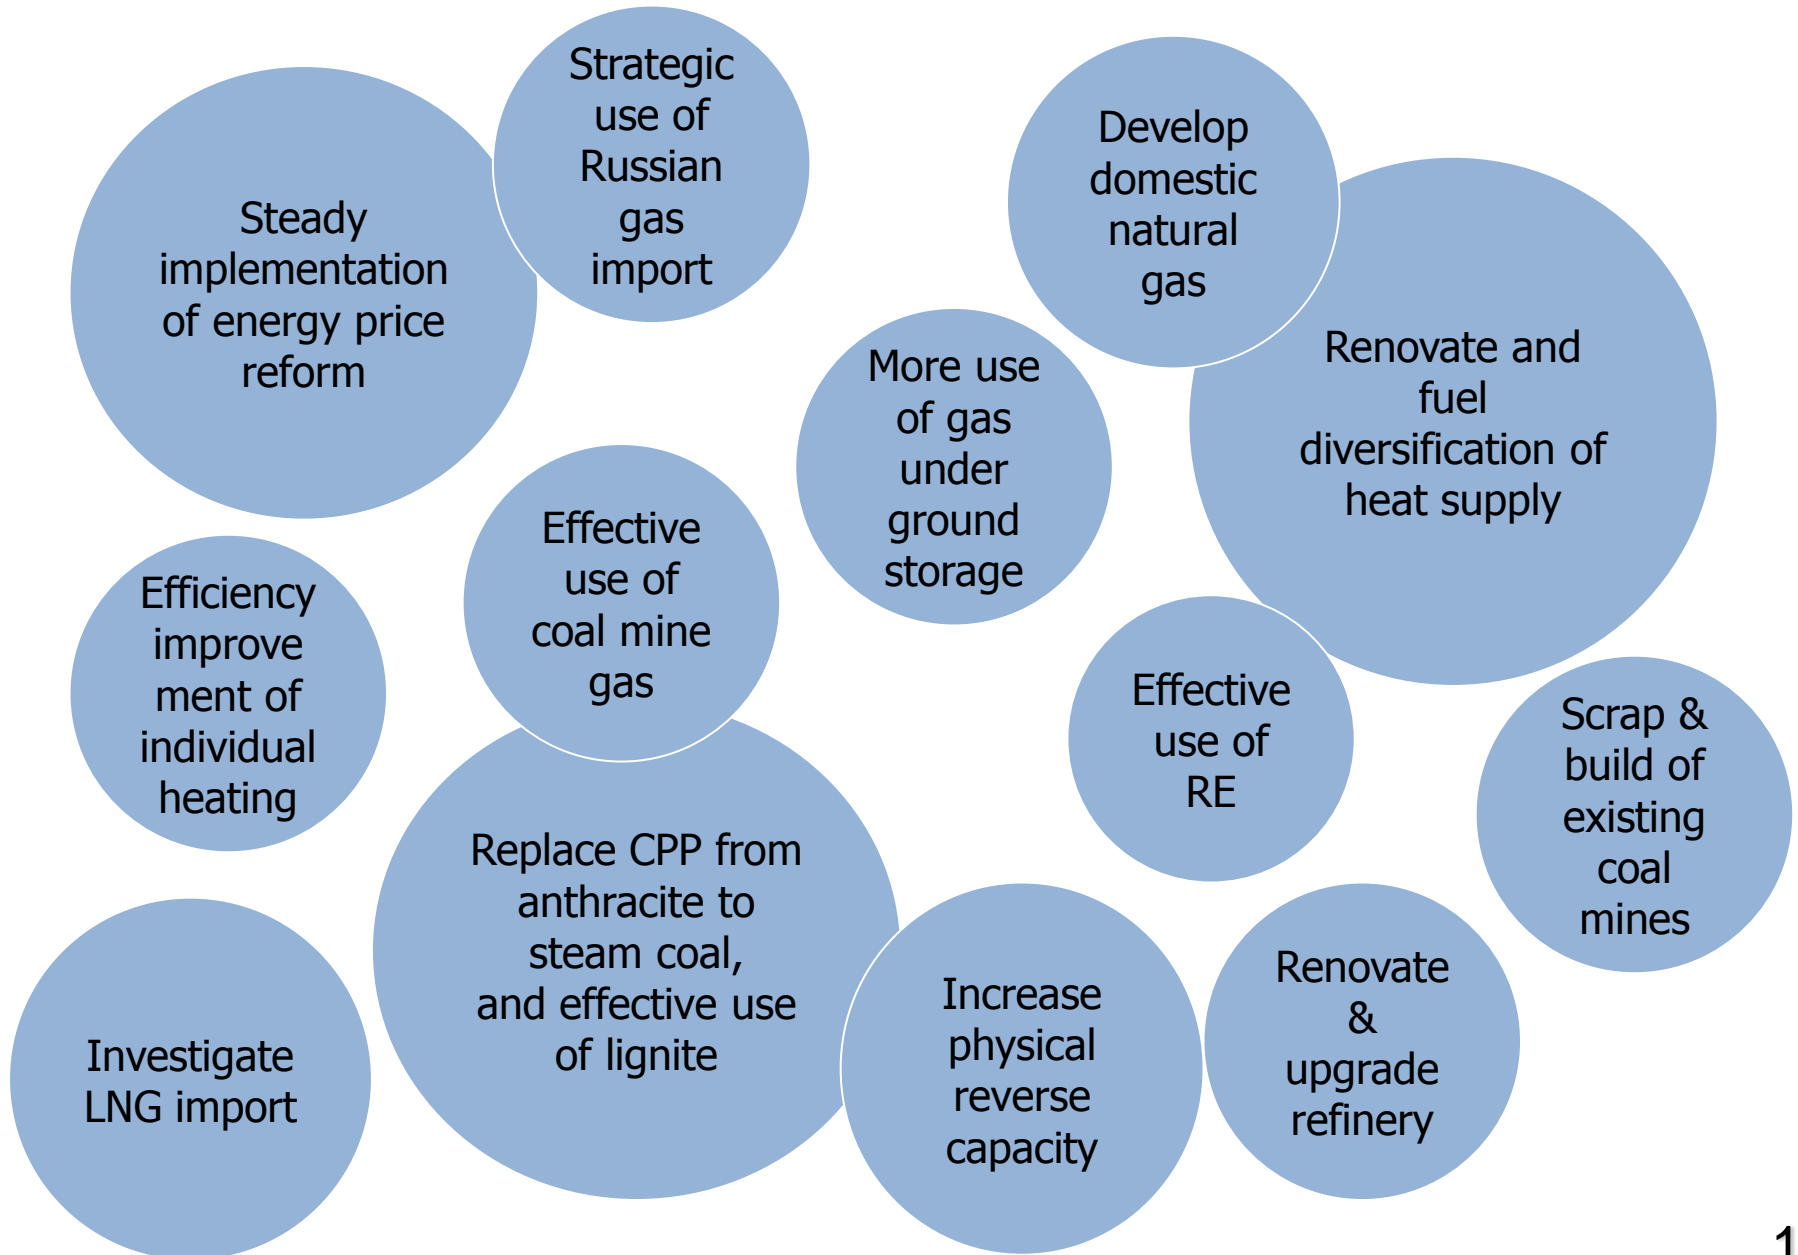 Strategic
use of
Russian
gas
import
Steady
implementation
of energy price
reform
Develop
domestic
natural
gas
Renovate and
fuel
diversification of
heat supply
More use
of gas
under
ground
storage
Effective
use of
coal mine
gas
Efficiency
improve
ment of
individual
heating
Effective
use of
RE
Scrap &
build of
existing
coal
mines
Replace CPP from
anthracite to
steam coal,
and effective use
of lignite
Increase
physical
reverse
capacity
Renovate
&
upgrade
refinery
Investigate
LNG import
1